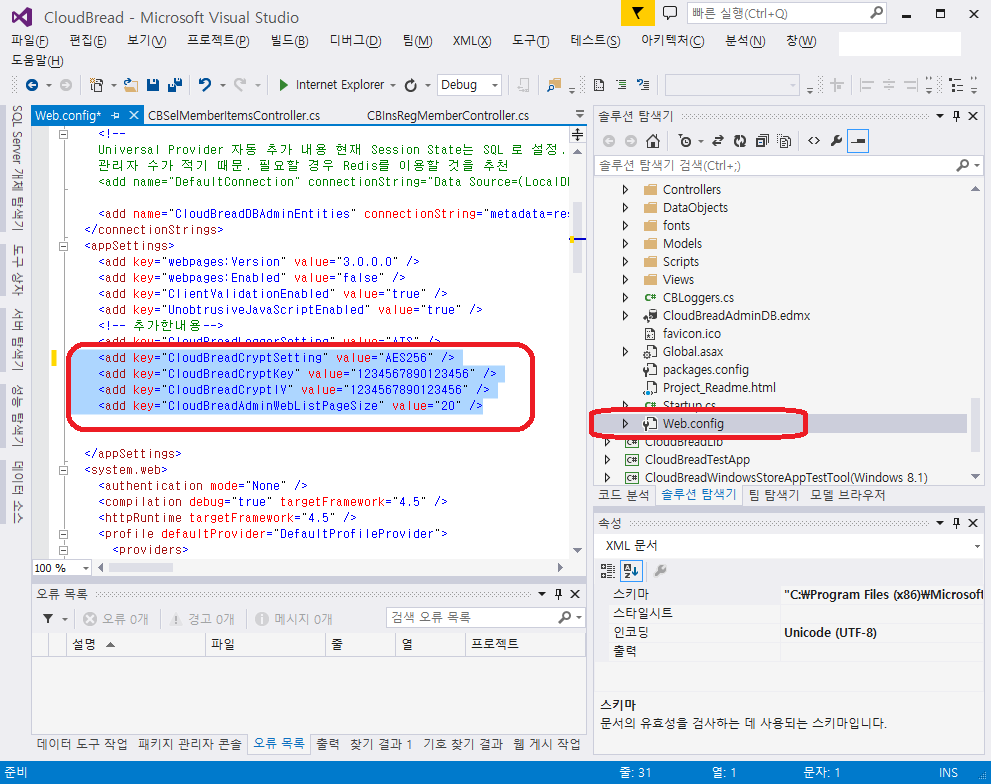 CloudBread - Microsoft Visual Studio
빠른 실행(Ctrl+Q)
파일(F) 편집(E) 보기(V) 프로젝트(P) 빌드(B) 디버그(D) 팀(M) XML(X) 도구(T) 테스트(S) 아키텍처(C) 분석(N) 창(W)
도움말(H)
Internet Explorer Debug
SQL Server 개체 탐색기
도구 상자
서버 탐색기
성능 탐색기
데이터 소스
Web.config* CBSelMemberItemsController.cs CBInsRegMemberController.cs
<!--
Universal Provider 자동 추가 내용 현재 Session State는 SQL 로 설정.
관리자 수가 적기 때문. 필요할 경우 Redis를 이용할 것을 추천
<add name="DefaultConnection" connectionString="Data Source=(LocalDB
<add name="CloudBreadDBAdminEntities" connectionString="metadata=res
</connectionStrings>
<appSettings>
<add key="webpages:Version" value="3.0.0.0" />
<add key="webpages:Enabled" value="false" />
<add key="ClientValidationEnabled" value="true" />
<add key="UnobtrusiveJavaScriptEnabled" value="true" />
<!-- 추가한내용-->
<add key="CloudBreadLoggerSetting" value="ATS" />
<add key="CloudBreadCryptSetting" value="AES256" />
<add key="CloudBreadCryptKey" value="1234567890123456" />
<add key="CloudBreadCryptIV" value="1234567890123456" />
<add key="CloudBreadAdminWebListPageSize" value="20" />
</appSettings>
<system.web>
<authentication mode="None" />
<compilation debug="true" targetFramework="4.5" />
<httpRuntime targetFramework="4.5" />
<profile defaultProvider="DefaultProfileProvider">
<providers>
100 %
오류 목록
오류 0개 경고 0개 메시지 0개 검색 오류 목록
설명 파일 줄 열 프로젝트
데이터 도구 작업 패키지 관리자 콘솔 오류 목록 출력 찾기 결과 1 기호 찾기 결과 웹 게시 작업
솔루션 탐색기
솔루션 탐색기 검색(Ctrl+;)
Controllers
DataObjects
fonts
Models
Scripts
Views
CBLoggers.cs
CloudBreadAdminDB.edmx
favicon.ico
Global.asax
packages.config
Project_Readme.html
Startup.cs
Web.config
CloudBreadLib
CloudBreadTestApp
CloudBreadWindowsStoreAppTestTool(Windows 8.1)
코드 분석 솔루션 탐색기 팀 탐색기 모델 브라우저
속성
XML 문서
스키마 "C:₩Program Files (x86)₩Microsoft
스타일시트
인코딩 Unicode (UTF-8)
출력
스키마
문서의 유효성을 검사하는 데 사용되는 스키마입니다.
준비 줄: 31 열: 1 문자: 1 INS